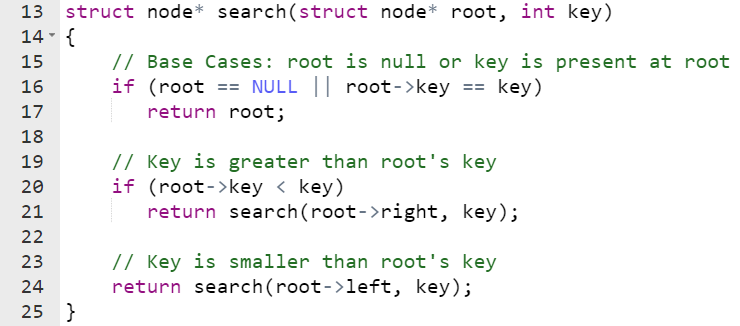 13 struct node* search(struct node* root, int key)
14 {
15     // Base Cases: root is null or key is present at root
16     if (root == NULL || root->key == key)
17        return root;
18
19     // Key is greater than root's key
20     if (root->key < key)
21        return search(root->right, key);
22
23     // Key is smaller than root's key
24     return search(root->left, key);
25 }